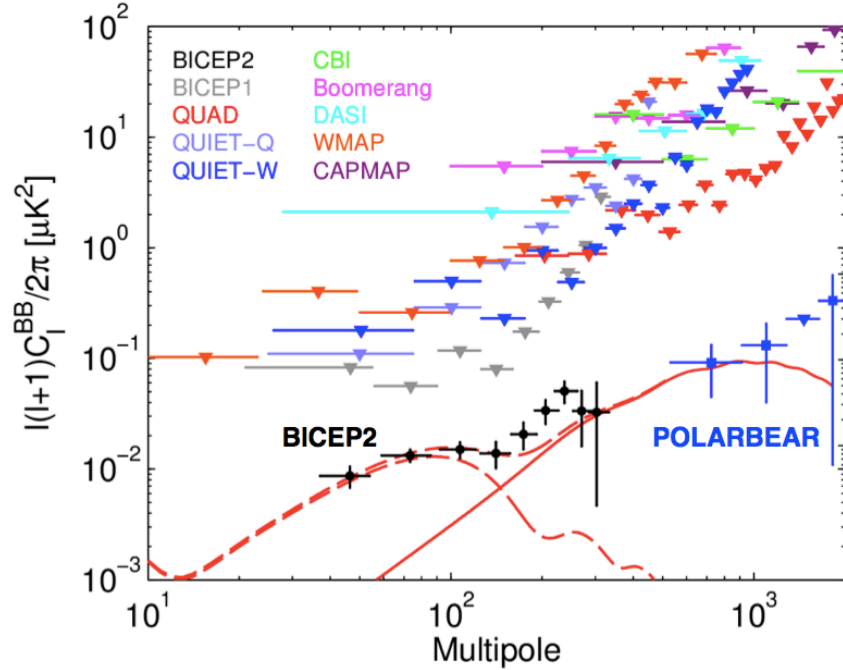 l(l+1)C_l^BB/2π [μK²]
10²
10¹
10⁰
10⁻¹
10⁻²
10⁻³
BICEP2 CBI
BICEP1 Boomerang
QUAD DASI
QUIET−Q WMAP
QUIET−W CAPMAP
BICEP2
POLARBEAR
10¹ 10² 10³
Multipole